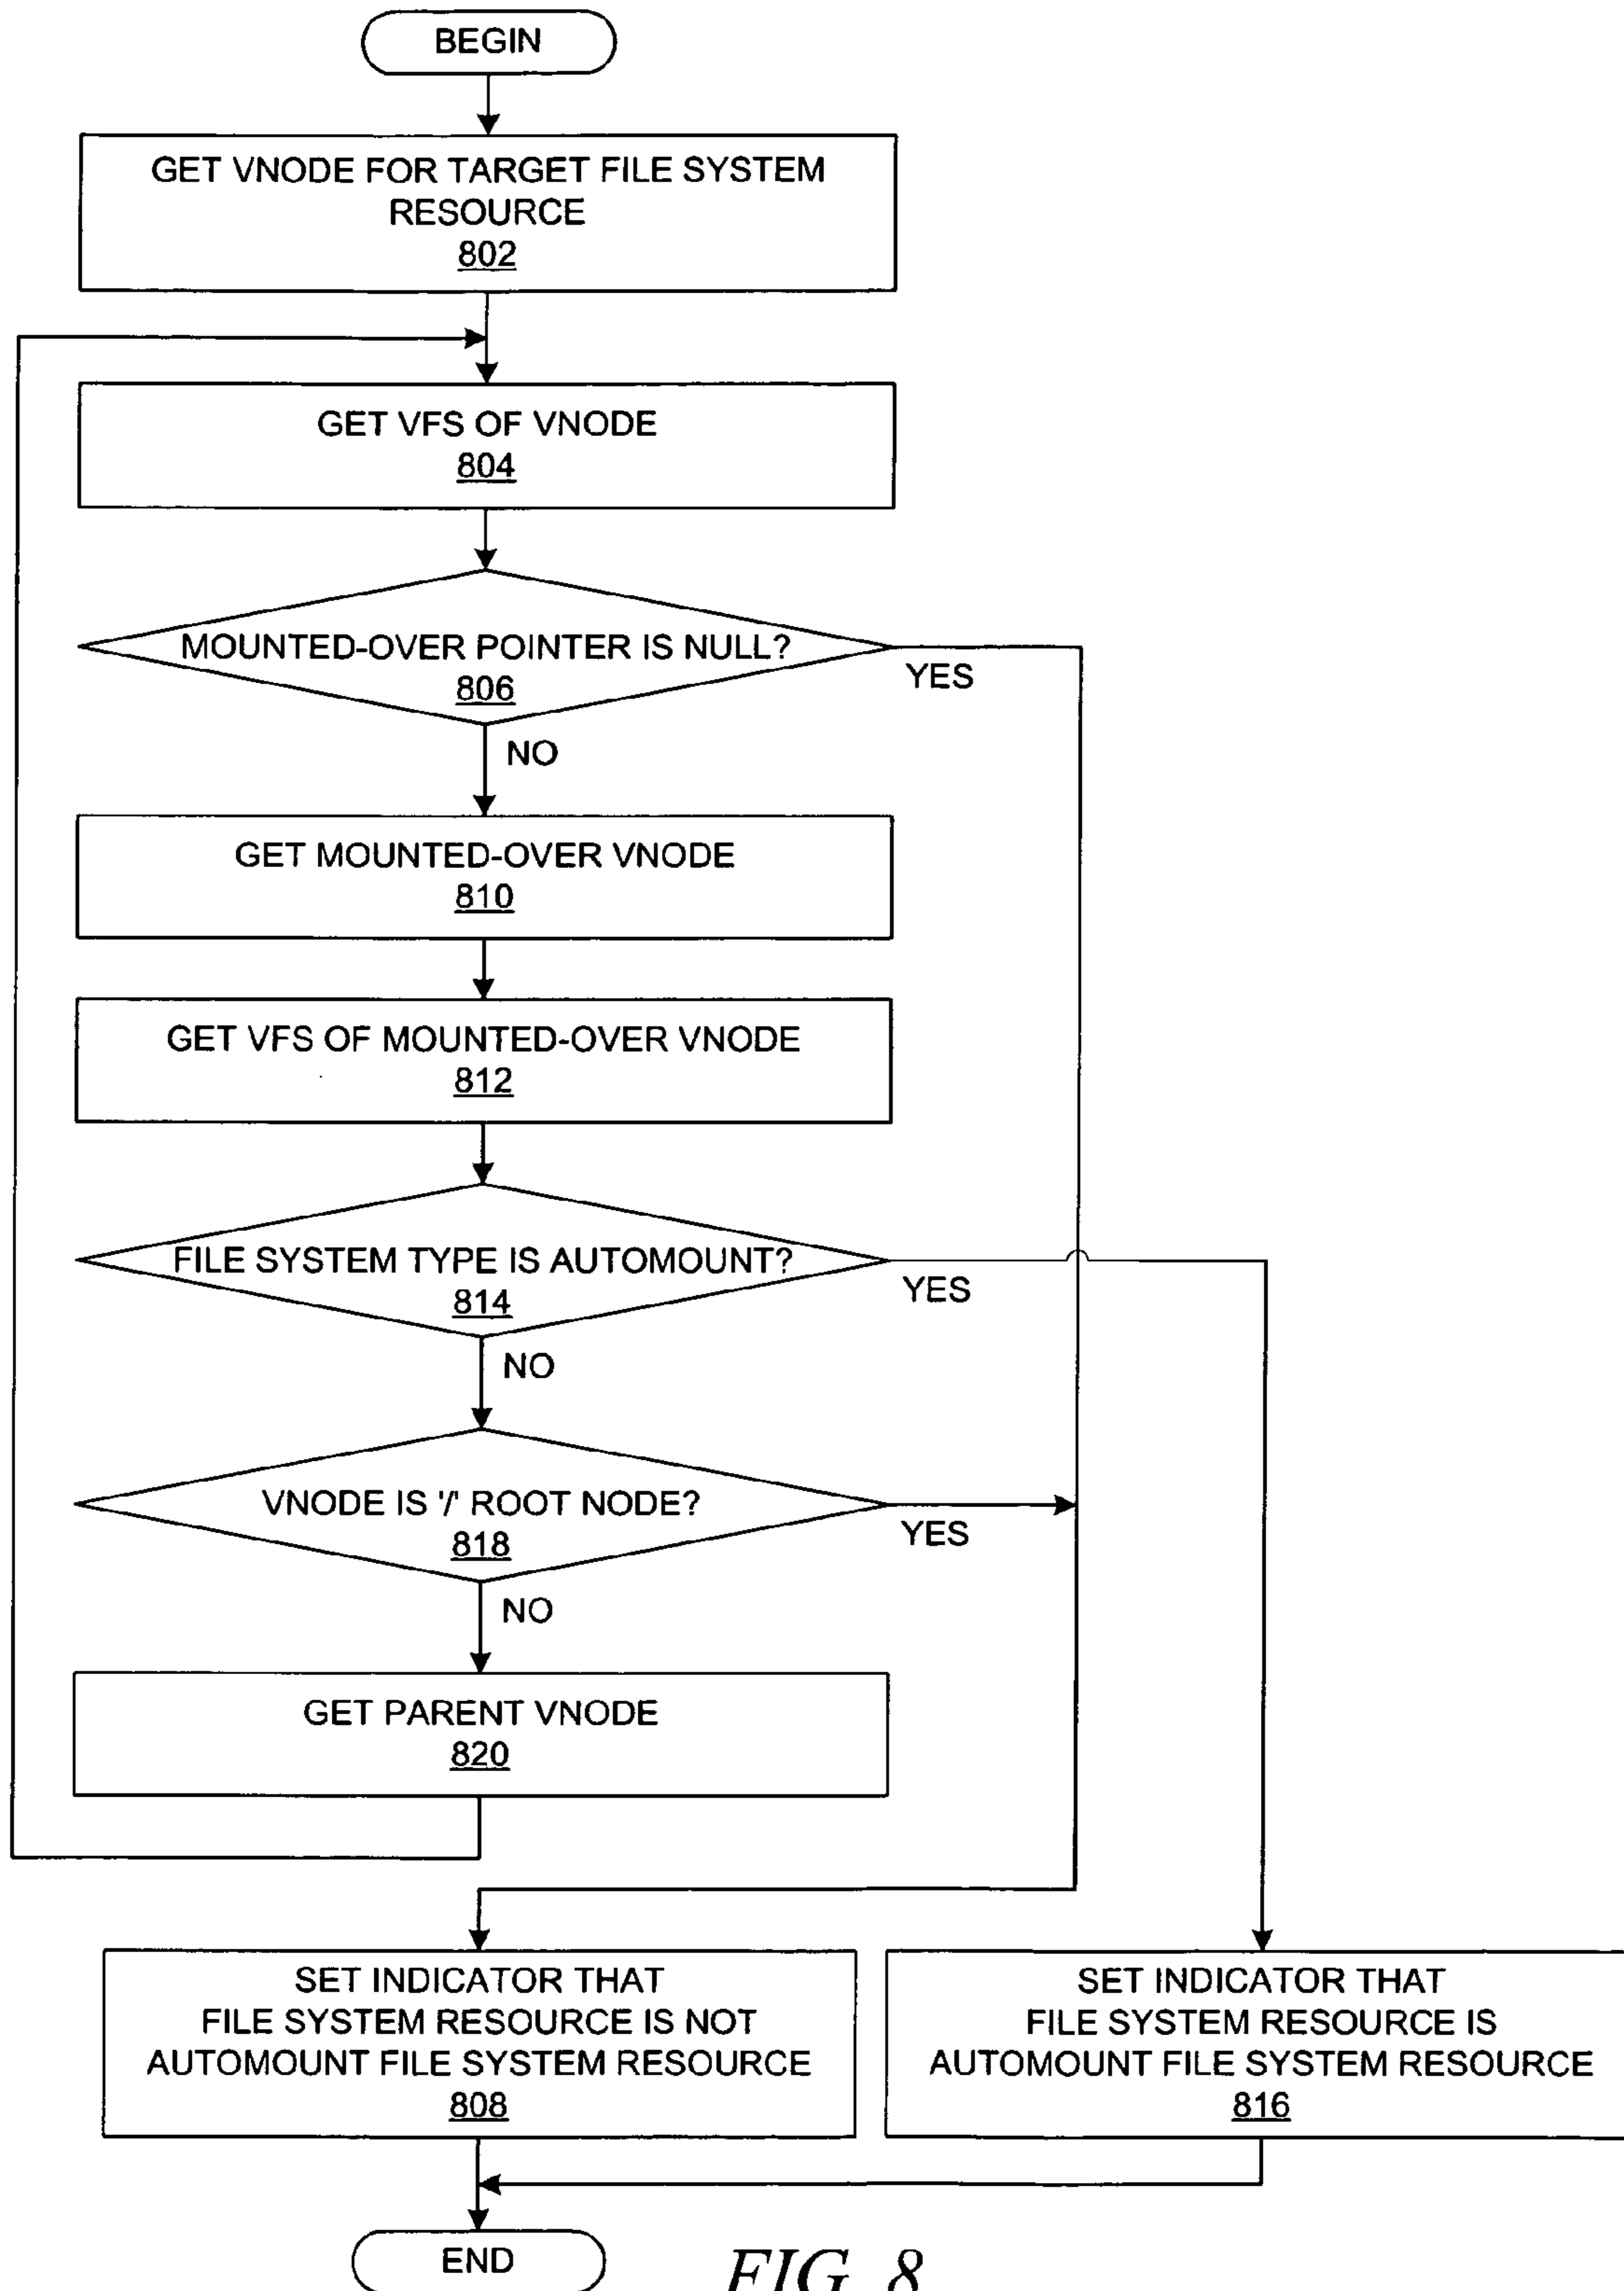 BEGIN
GET VNODE FOR TARGET FILE SYSTEM
RESOURCE
802
GET VFS OF VNODE
804
MOUNTED-OVER POINTER IS NULL?
806
YES
NO
GET MOUNTED-OVER VNODE
810
GET VFS OF MOUNTED-OVER VNODE
812
FILE SYSTEM TYPE IS AUTOMOUNT?
814
YES
NO
VNODE IS '/' ROOT NODE?
818
YES
NO
GET PARENT VNODE
820
SET INDICATOR THAT
FILE SYSTEM RESOURCE IS NOT
AUTOMOUNT FILE SYSTEM RESOURCE
808
SET INDICATOR THAT
FILE SYSTEM RESOURCE IS
AUTOMOUNT FILE SYSTEM RESOURCE
816
END
FIG. 8